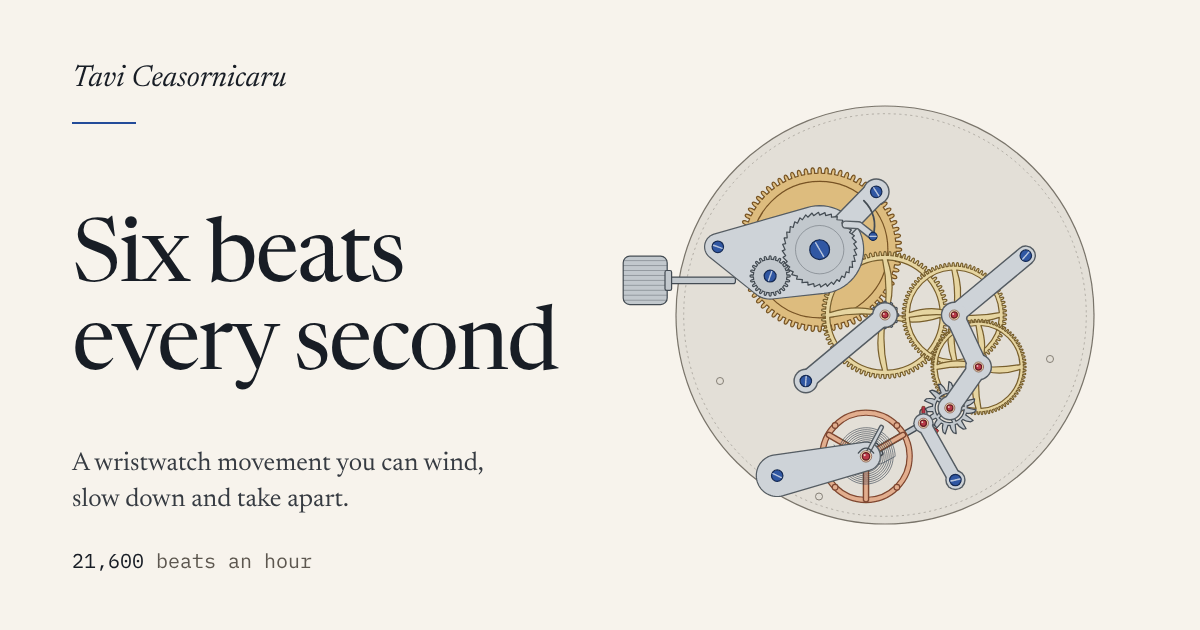 Tavi Ceasornicaru
Six beats
every second
A wristwatch movement you can wind,
slow down and take apart.
21,600 beats an hour